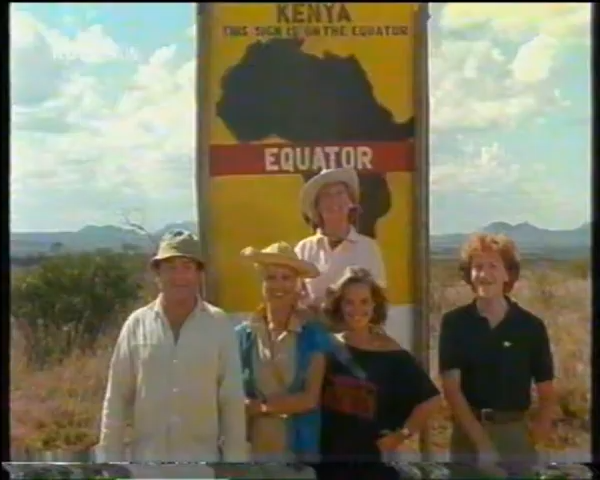 KENYA
THIS SIGN IS ON THE EQUATOR
EQUATOR